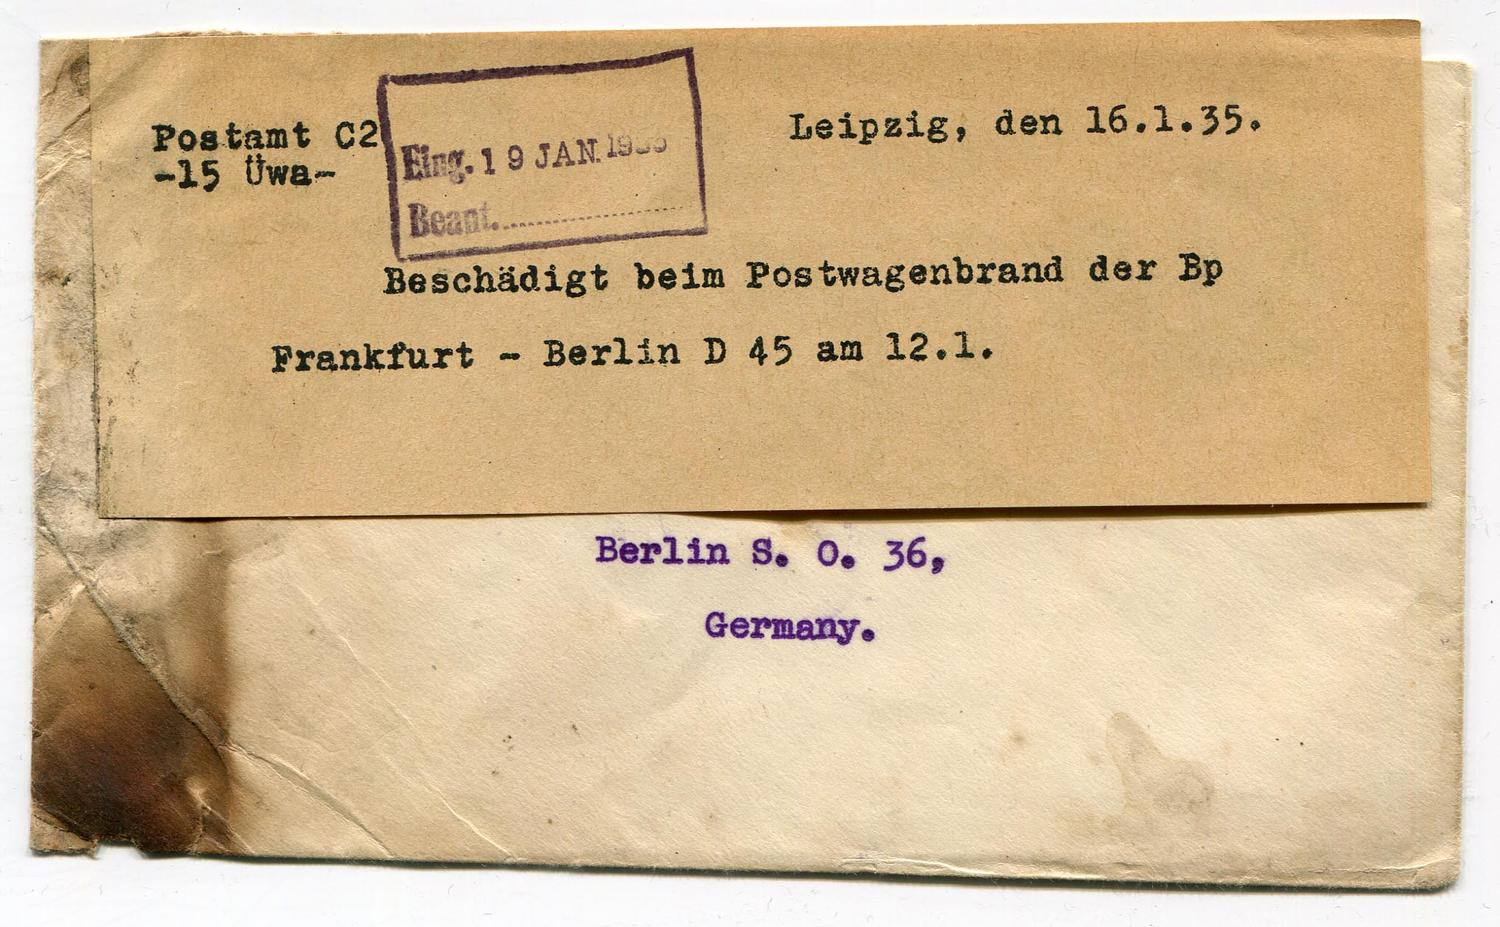 Postamt C2
-15 Üwa-
Leipzig, den 16.1.35.
Eing. 19 JAN. 1935
Beant.
Beschädigt beim Postwagenbrand der Bp
Frankfurt - Berlin D 45 am 12.1.
Berlin S. O. 36,
Germany.